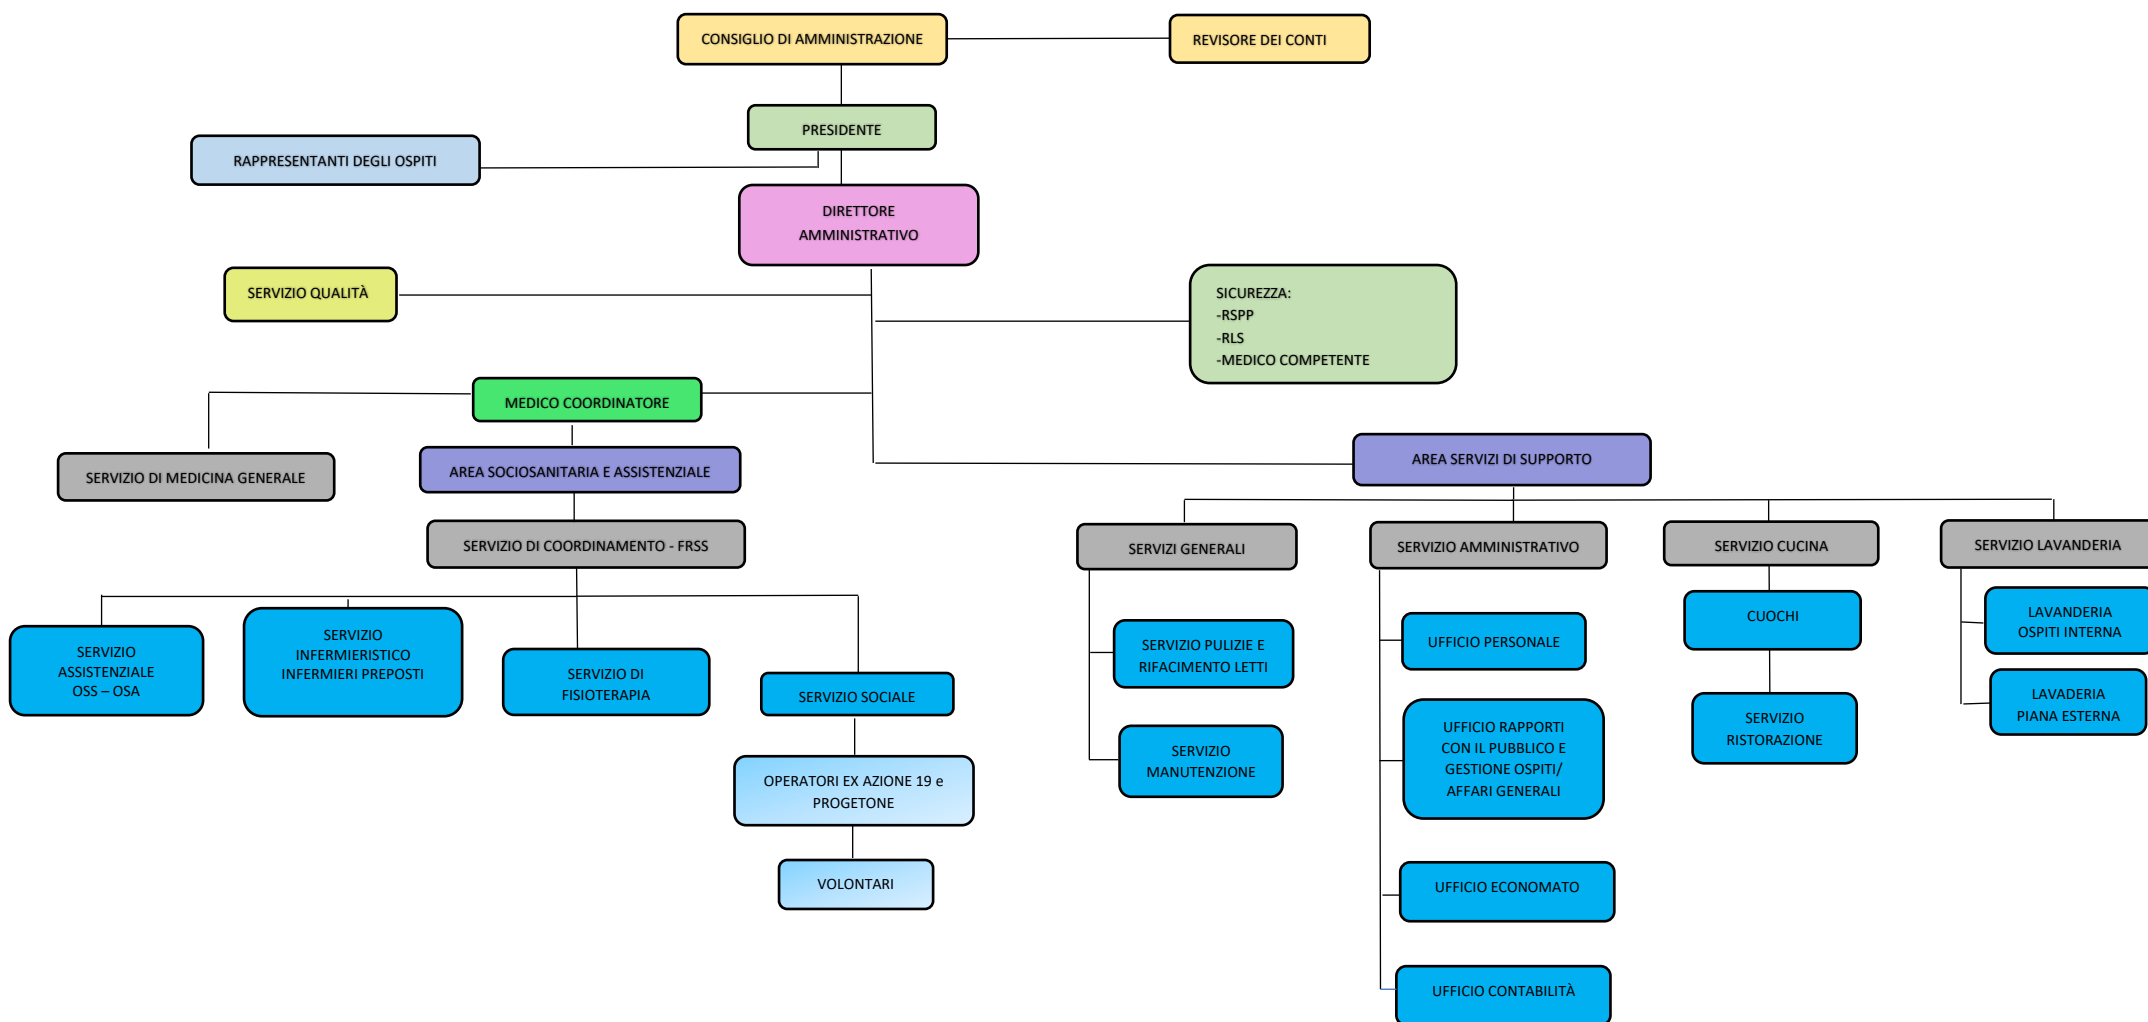 CONSIGLIO DI AMMINISTRAZIONE
REVISORE DEI CONTI
PRESIDENTE
RAPPRESENTANTI DEGLI OSPITI
DIRETTORE
AMMINISTRATIVO
SERVIZIO QUALITÀ
SICUREZZA:
-RSPP
-RLS
-MEDICO COMPETENTE
MEDICO COORDINATORE
SERVIZIO DI MEDICINA GENERALE
AREA SOCIOSANITARIA E ASSISTENZIALE
AREA SERVIZI DI SUPPORTO
SERVIZIO DI COORDINAMENTO - FRSS
SERVIZI GENERALI
SERVIZIO AMMINISTRATIVO
SERVIZIO CUCINA
SERVIZIO LAVANDERIA
SERVIZIO
ASSISTENZIALE
OSS – OSA
SERVIZIO
INFERMIERISTICO
INFERMIERI PREPOSTI
SERVIZIO DI
FISIOTERAPIA
SERVIZIO SOCIALE
OPERATORI EX AZIONE 19 e
PROGETONE
VOLONTARI
SERVIZIO PULIZIE E
RIFACIMENTO LETTI
SERVIZIO
MANUTENZIONE
UFFICIO PERSONALE
UFFICIO RAPPORTI
CON IL PUBBLICO E
GESTIONE OSPITI/
AFFARI GENERALI
UFFICIO ECONOMATO
UFFICIO CONTABILITÀ
CUOCHI
SERVIZIO
RISTORAZIONE
LAVANDERIA
OSPITI INTERNA
LAVADERIA
PIANA ESTERNA